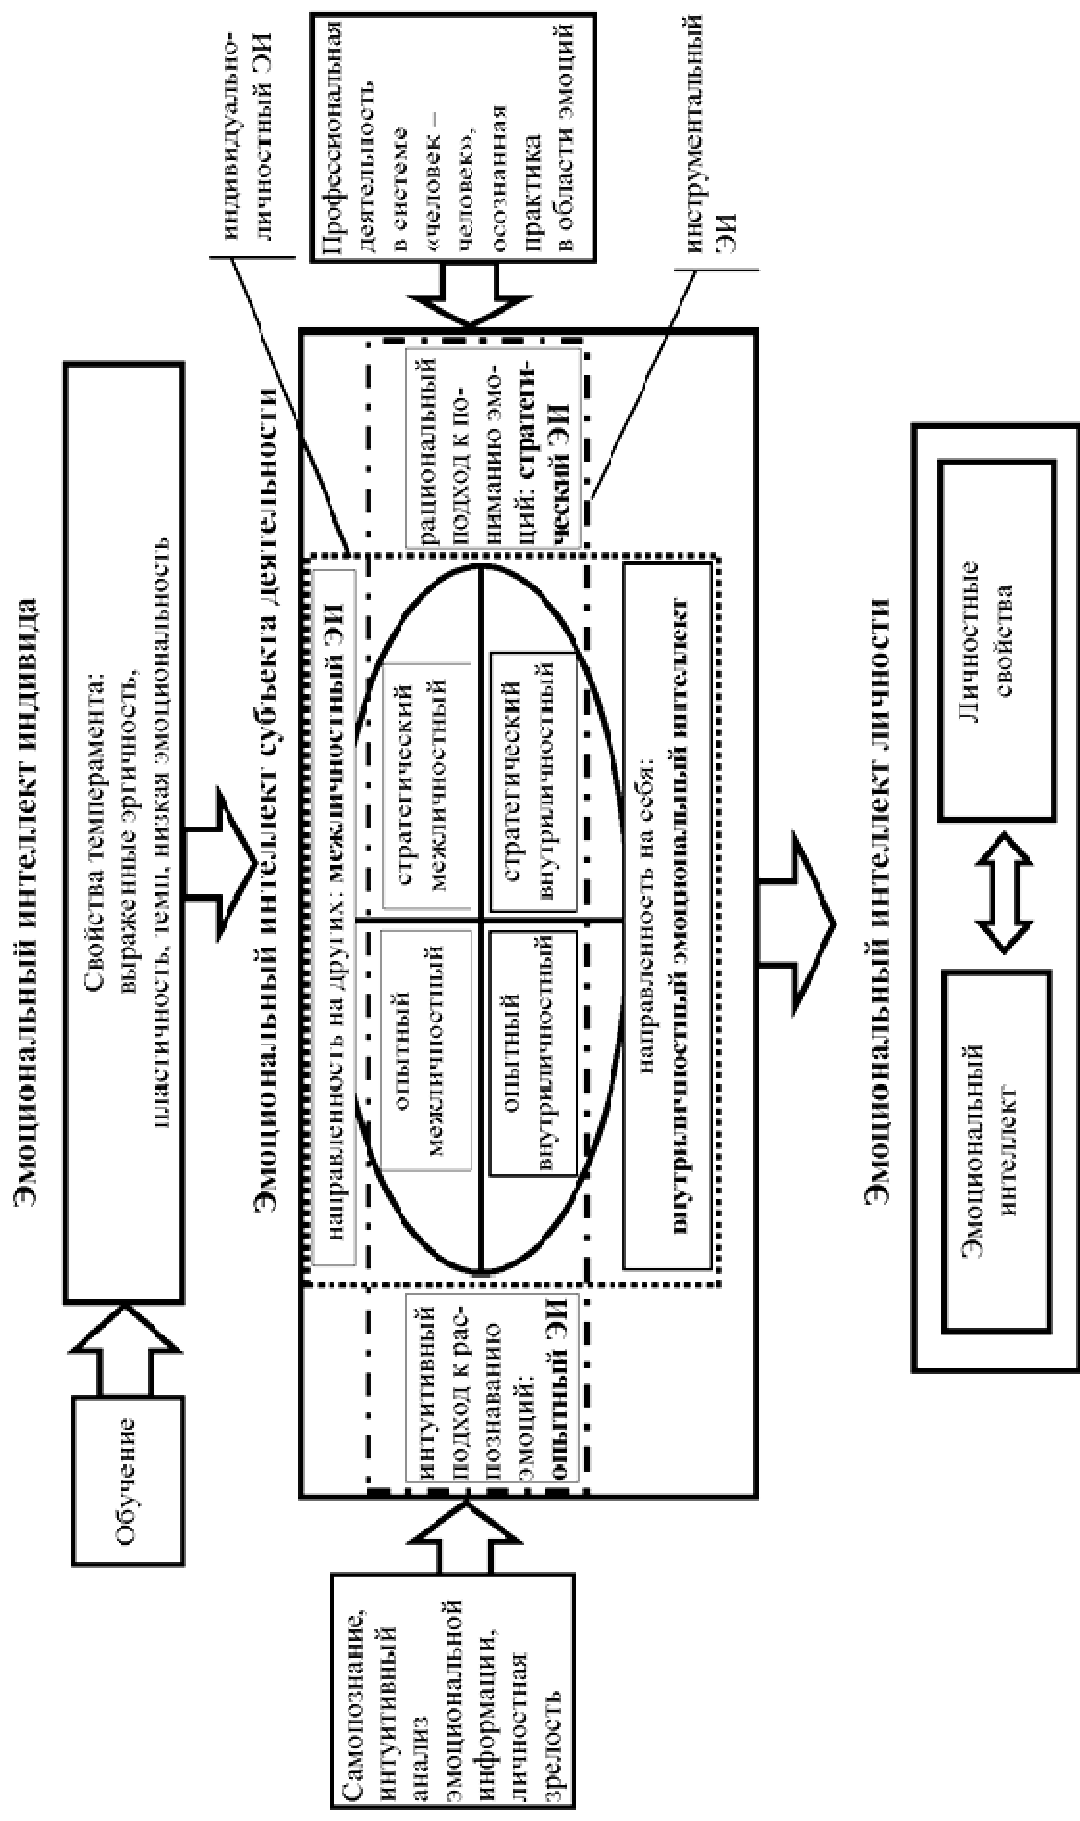 Эмоциональный интеллект индивида
Обучение
Свойства темперамента:
выраженные эргичность,
пластичность, темп, низкая эмоциональность
Эмоциональный интеллект субъекта деятельности
индивидуально-
личностный ЭИ
Самопознание,
интуитивный
анализ
эмоциональной
информации,
личностная
зрелость
интуитивный
подход к рас-
познаванию
эмоций:
опытный ЭИ
направленность на других: межличностный ЭИ
опытный
межличностный
стратегический
межличностный
опытный
внутриличностный
стратегический
внутриличностный
направленность на себя:
внутриличностный эмоциональный интеллект
рациональный
подход к по-
ниманию эмо-
ций: стратеги-
ческий ЭИ
Профессиональная
деятельность
в системе
«человек –
человек»,
осознанная
практика
в области эмоций
инструментальный
ЭИ
Эмоциональный интеллект личности
Эмоциональный
интеллект
Личностные
свойства